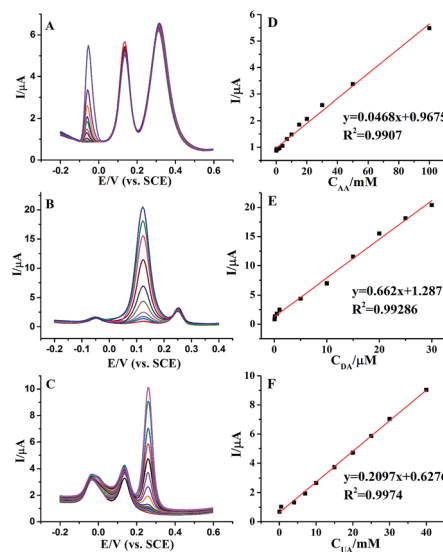 A
I/μA
6
4
2
-0.2
0.0
0.2
0.4
0.6
E/V (vs. SCE)
D
I/μA
6
5
4
3
2
1
y=0.0468x+0.9675
R²=0.9907
0
20
40
60
80
100
C_AA/mM
B
I/μA
20
15
10
5
0
-0.2
-0.1
0.0
0.1
0.2
0.3
0.4
E/V (vs. SCE)
E
I/μA
20
15
10
5
0
y=0.662x+1.287
R²=0.99286
0
10
20
30
C_DA/μM
C
I/μA
10
8
6
4
2
0
-0.2
0.0
0.2
0.4
0.6
E/V (vs. SCE)
F
I/μA
10
8
6
4
2
0
y=0.2097x+0.6276
R²=0.9974
0
10
20
30
40
C_UA/mM